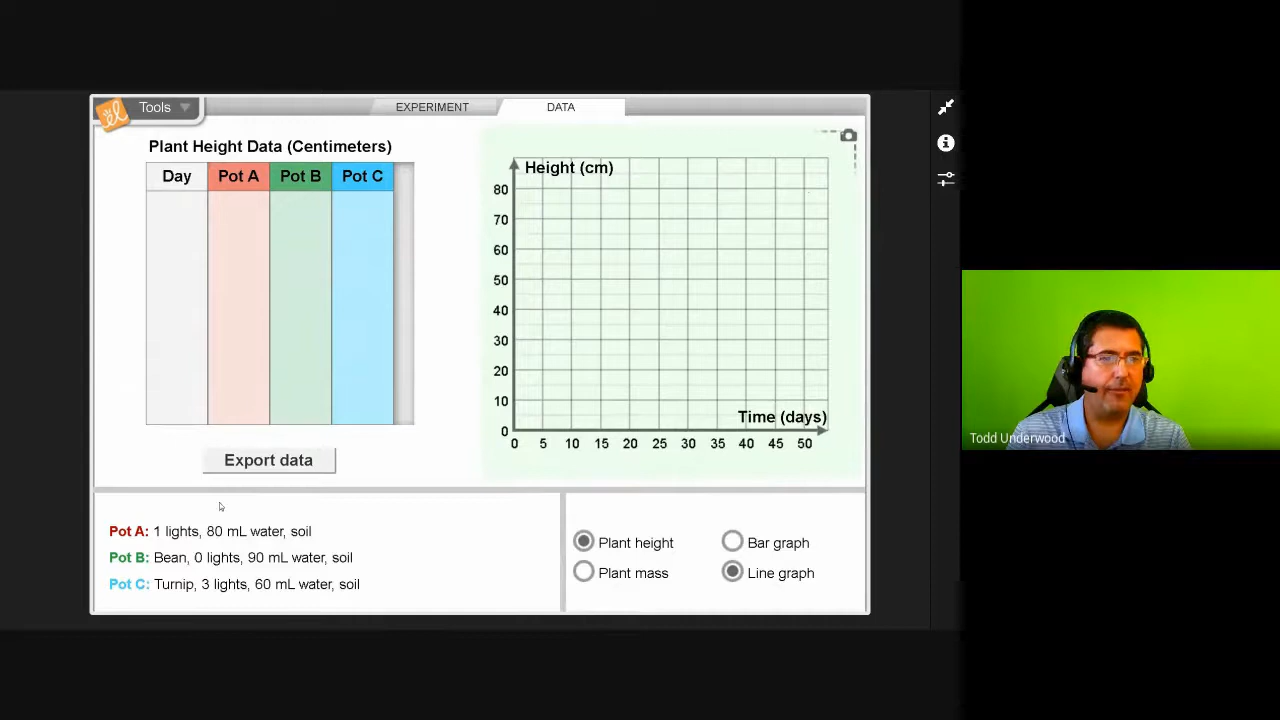 Tools
EXPERIMENT
DATA
Plant Height Data (Centimeters)
Day Pot A Pot B Pot C
Export data
Height (cm)
80
70
60
50
40
30
20
10
0
Time (days)
0 5 10 15 20 25 30 35 40 45 50
Pot A: 1 lights, 80 mL water, soil
Pot B: Bean, 0 lights, 90 mL water, soil
Pot C: Turnip, 3 lights, 60 mL water, soil
Plant height
Bar graph
Plant mass
Line graph
Todd Underwood